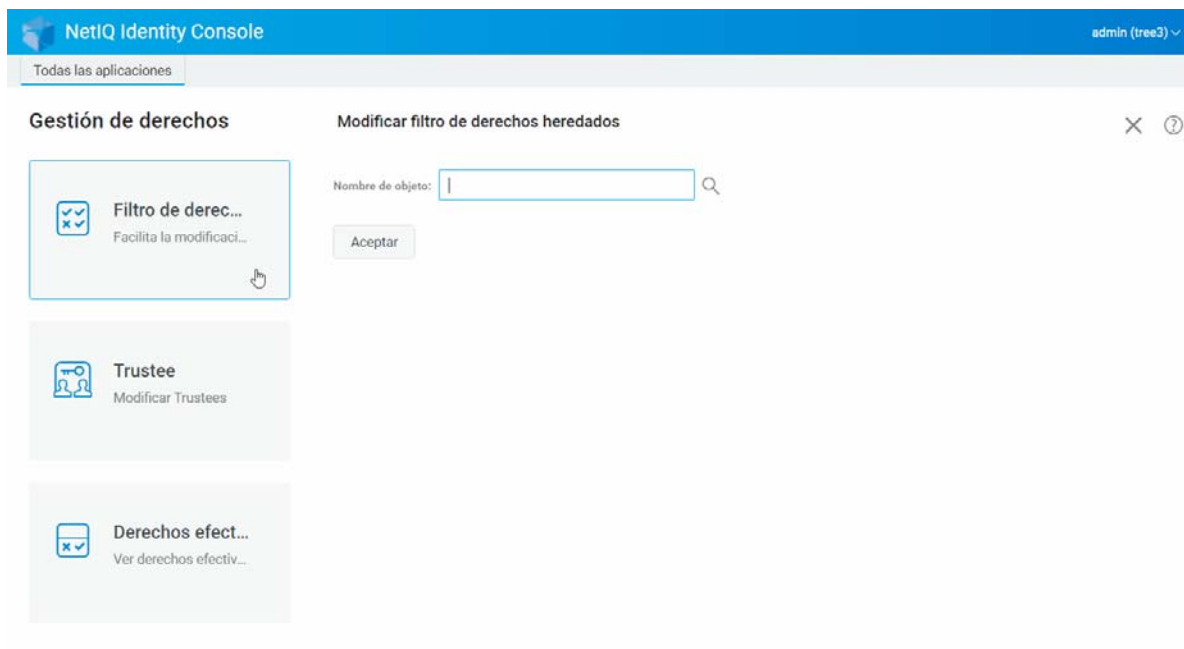 NetIQ Identity Console
admin (tree3)
Todas las aplicaciones
Gestión de derechos
Modificar filtro de derechos heredados
Nombre de objeto:
Filtro de derec...
Facilita la modificaci...
Aceptar
Trustee
Modificar Trustees
Derechos efect...
Ver derechos efectiv...